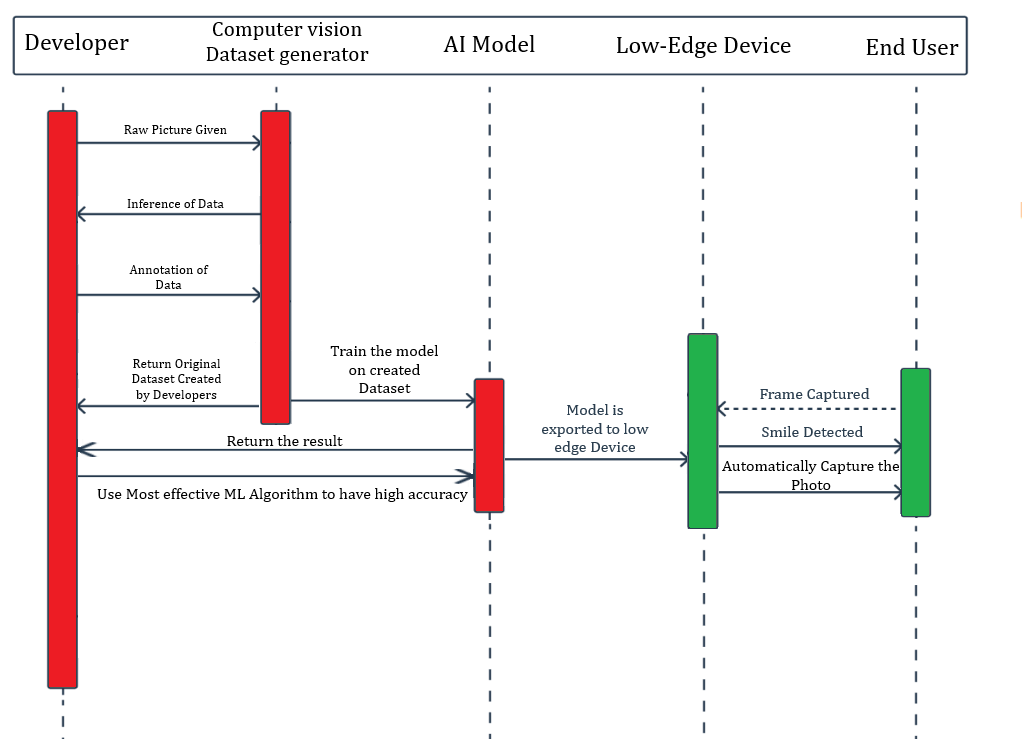 Developer
Computer vision
Dataset generator
AI Model
Low-Edge Device
End User
Raw Picture Given
Inference of Data
Annotation of
Data
Return Original
Dataset Created
by Developers
Train the model
on created
Dataset
Return the result
Use Most effective ML Algorithm to have high accuracy
Model is
exported to low
edge Device
Frame Captured
Smile Detected
Automatically Capture the
Photo